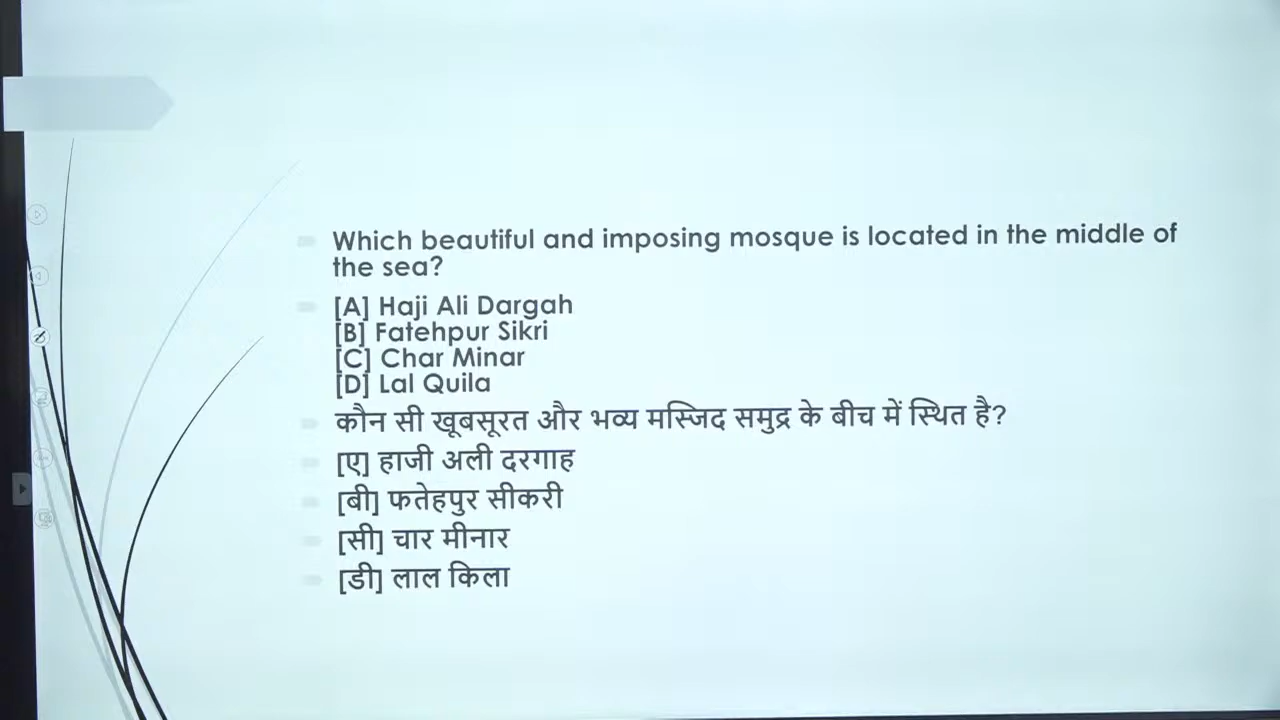 Which beautiful and imposing mosque is located in the middle of
the sea?
[A] Haji Ali Dargah
[B] Fatehpur Sikri
[C] Char Minar
[D] Lal Quila
कौन सी खूबसूरत और भव्य मस्जिद समुद्र के बीच में स्थित है?
[ए] हाजी अली दरगाह
[बी] फतेहपुर सीकरी
[सी] चार मीनार
[डी] लाल किला